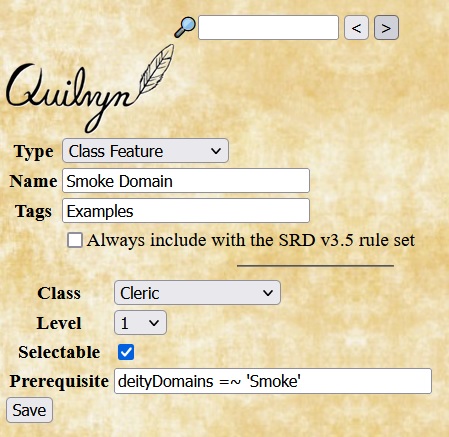 < >
Quilvyn
Type Class Feature
Name Smoke Domain
Tags Examples
Always include with the SRD v3.5 rule set
Class Cleric
Level 1
Selectable
Prerequisite deityDomains =~ 'Smoke'
Save